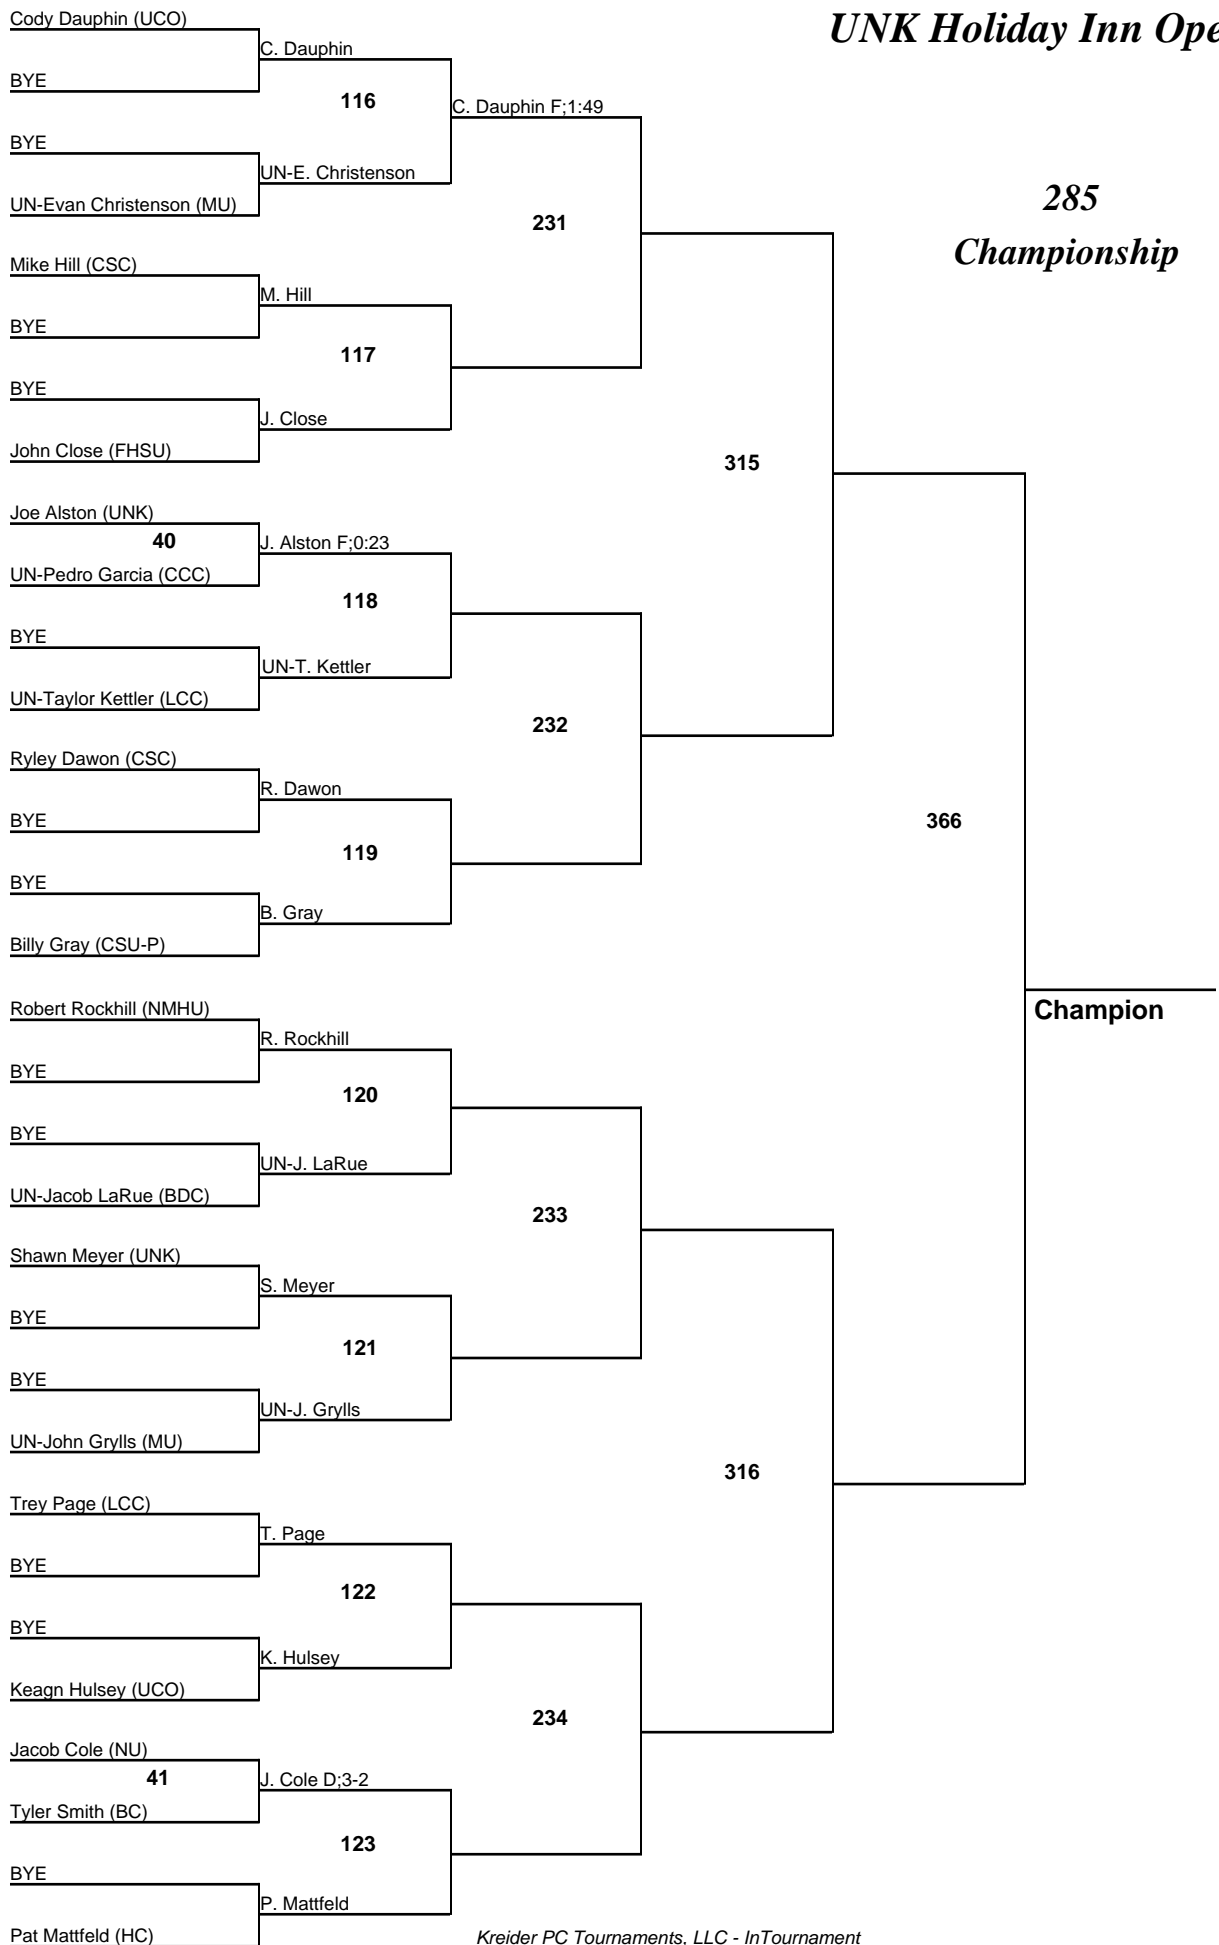 Cody Dauphin (UCO)
UNK Holiday Inn Ope
C. Dauphin
BYE
116
C. Dauphin F;1:49
BYE
UN-E. Christenson
UN-Evan Christenson (MU)
285
231
Championship
Mike Hill (CSC)
M. Hill
BYE
117
BYE
J. Close
John Close (FHSU)
315
Joe Alston (UNK)
40
J. Alston F;0:23
UN-Pedro Garcia (CCC)
118
BYE
UN-T. Kettler
UN-Taylor Kettler (LCC)
232
Ryley Dawon (CSC)
R. Dawon
BYE
366
119
BYE
B. Gray
Billy Gray (CSU-P)
Robert Rockhill (NMHU)
Champion
R. Rockhill
BYE
120
BYE
UN-J. LaRue
UN-Jacob LaRue (BDC)
233
Shawn Meyer (UNK)
S. Meyer
BYE
121
BYE
UN-J. Grylls
UN-John Grylls (MU)
316
Trey Page (LCC)
T. Page
BYE
122
BYE
K. Hulsey
Keagn Hulsey (UCO)
234
Jacob Cole (NU)
41
J. Cole D;3-2
Tyler Smith (BC)
123
BYE
P. Mattfeld
Pat Mattfeld (HC)
Kreider PC Tournaments, LLC - InTournament